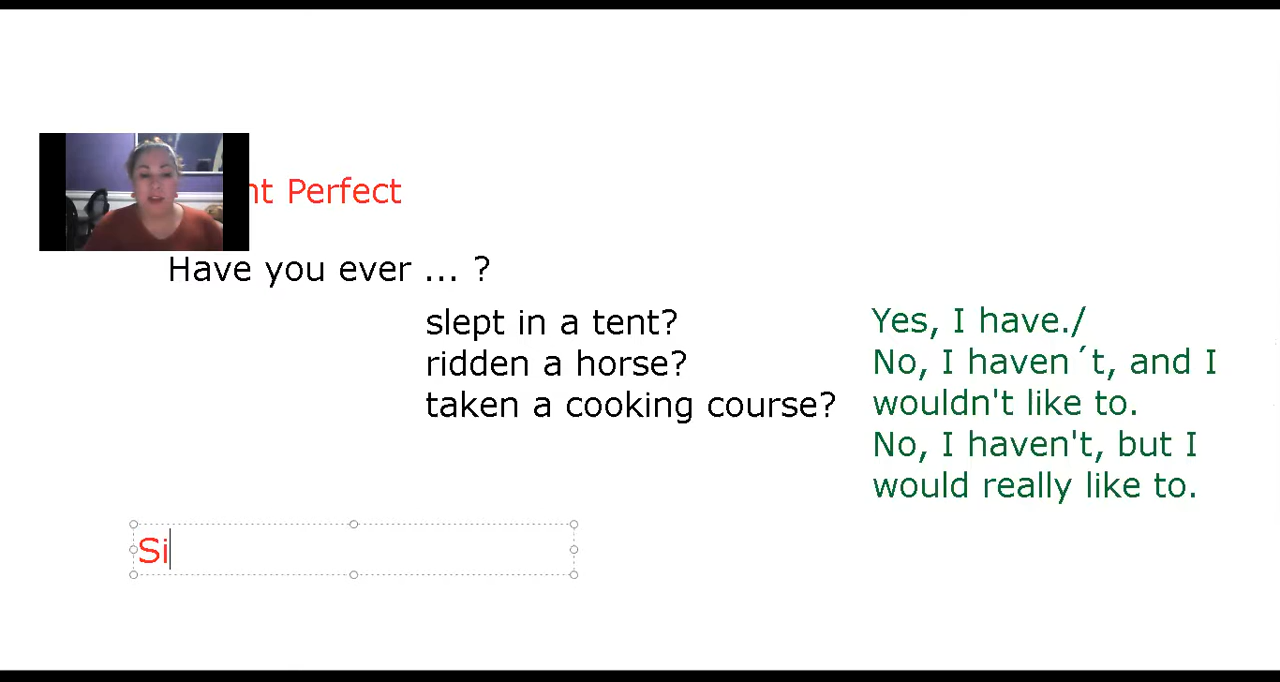 nt Perfect
Have you ever ... ?
slept in a tent?
ridden a horse?
taken a cooking course?
Yes, I have./
No, I haven´t, and I
wouldn't like to.
No, I haven't, but I
would really like to.
Si